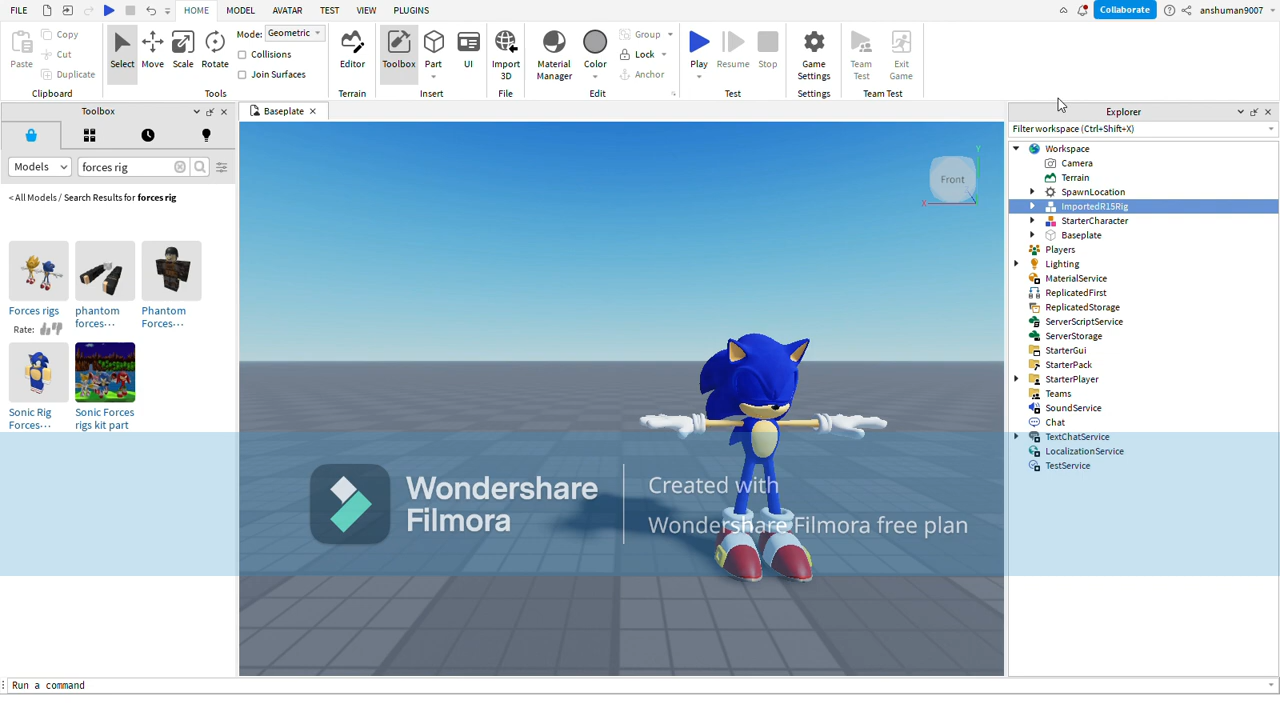 FILE HOME MODEL AVATAR TEST VIEW PLUGINS Collaborate anshuman9007
Paste Copy Cut Duplicate
Clipboard
Select Move Scale Rotate
Mode: Geometric
Collisions
Join Surfaces
Tools
Editor
Terrain
Toolbox Part UI
Insert
Import 3D
File
Material Manager Color
Group
Lock
Anchor
Edit
Play Resume Stop
Test
Game Settings
Settings
Team Test Exit Game
Team Test
Toolbox
Models forces rig
< All Models / Search Results for forces rig
Forces rigs
Rate:
phantom forces···
Phantom Forces···
Sonic Rig Forces···
Sonic Forces rigs kit part
Baseplate
Front
Y
X
Wondershare
Filmora
Created with
Wondershare Filmora free plan
Explorer
Filter workspace (Ctrl+Shift+X)
Workspace
Camera
Terrain
SpawnLocation
ImportedR15Rig
StarterCharacter
Baseplate
Players
Lighting
MaterialService
ReplicatedFirst
ReplicatedStorage
ServerScriptService
ServerStorage
StarterGui
StarterPack
StarterPlayer
Teams
SoundService
Chat
TextChatService
LocalizationService
TestService
Run a command